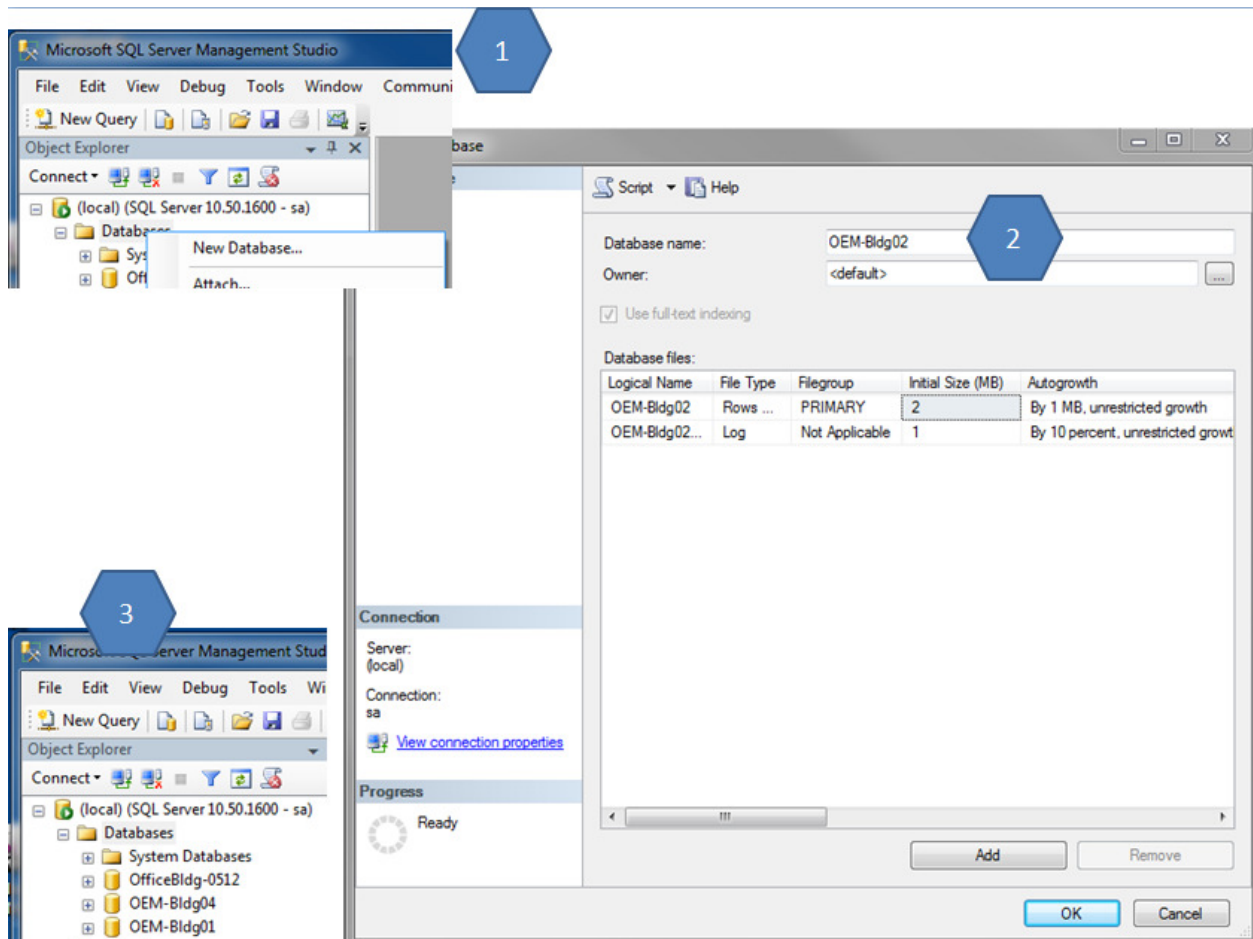 1
Microsoft SQL Server Management Studio
File Edit View Debug Tools Window Communi
New Query
Object Explorer
Connect
(local) (SQL Server 10.50.1600 - sa)
Databases
Sys
Off
New Database...
Attach...
base
Script Help
2
Database name: OEM-Bldg02
Owner: <default>
...
Use full-text indexing
Database files:
Logical Name File Type Filegroup Initial Size (MB) Autogrowth
OEM-Bldg02 Rows ... PRIMARY 2 By 1 MB, unrestricted growth
OEM-Bldg02... Log Not Applicable 1 By 10 percent, unrestricted growt
Connection
Server:
(local)
Connection:
sa
View connection properties
Progress
Ready
Add Remove
OK Cancel
3
Server Management Stud
File Edit View Debug Tools Wi
New Query
Object Explorer
Connect
(local) (SQL Server 10.50.1600 - sa)
Databases
System Databases
OfficeBldg-0512
OEM-Bldg04
OEM-Bldg01